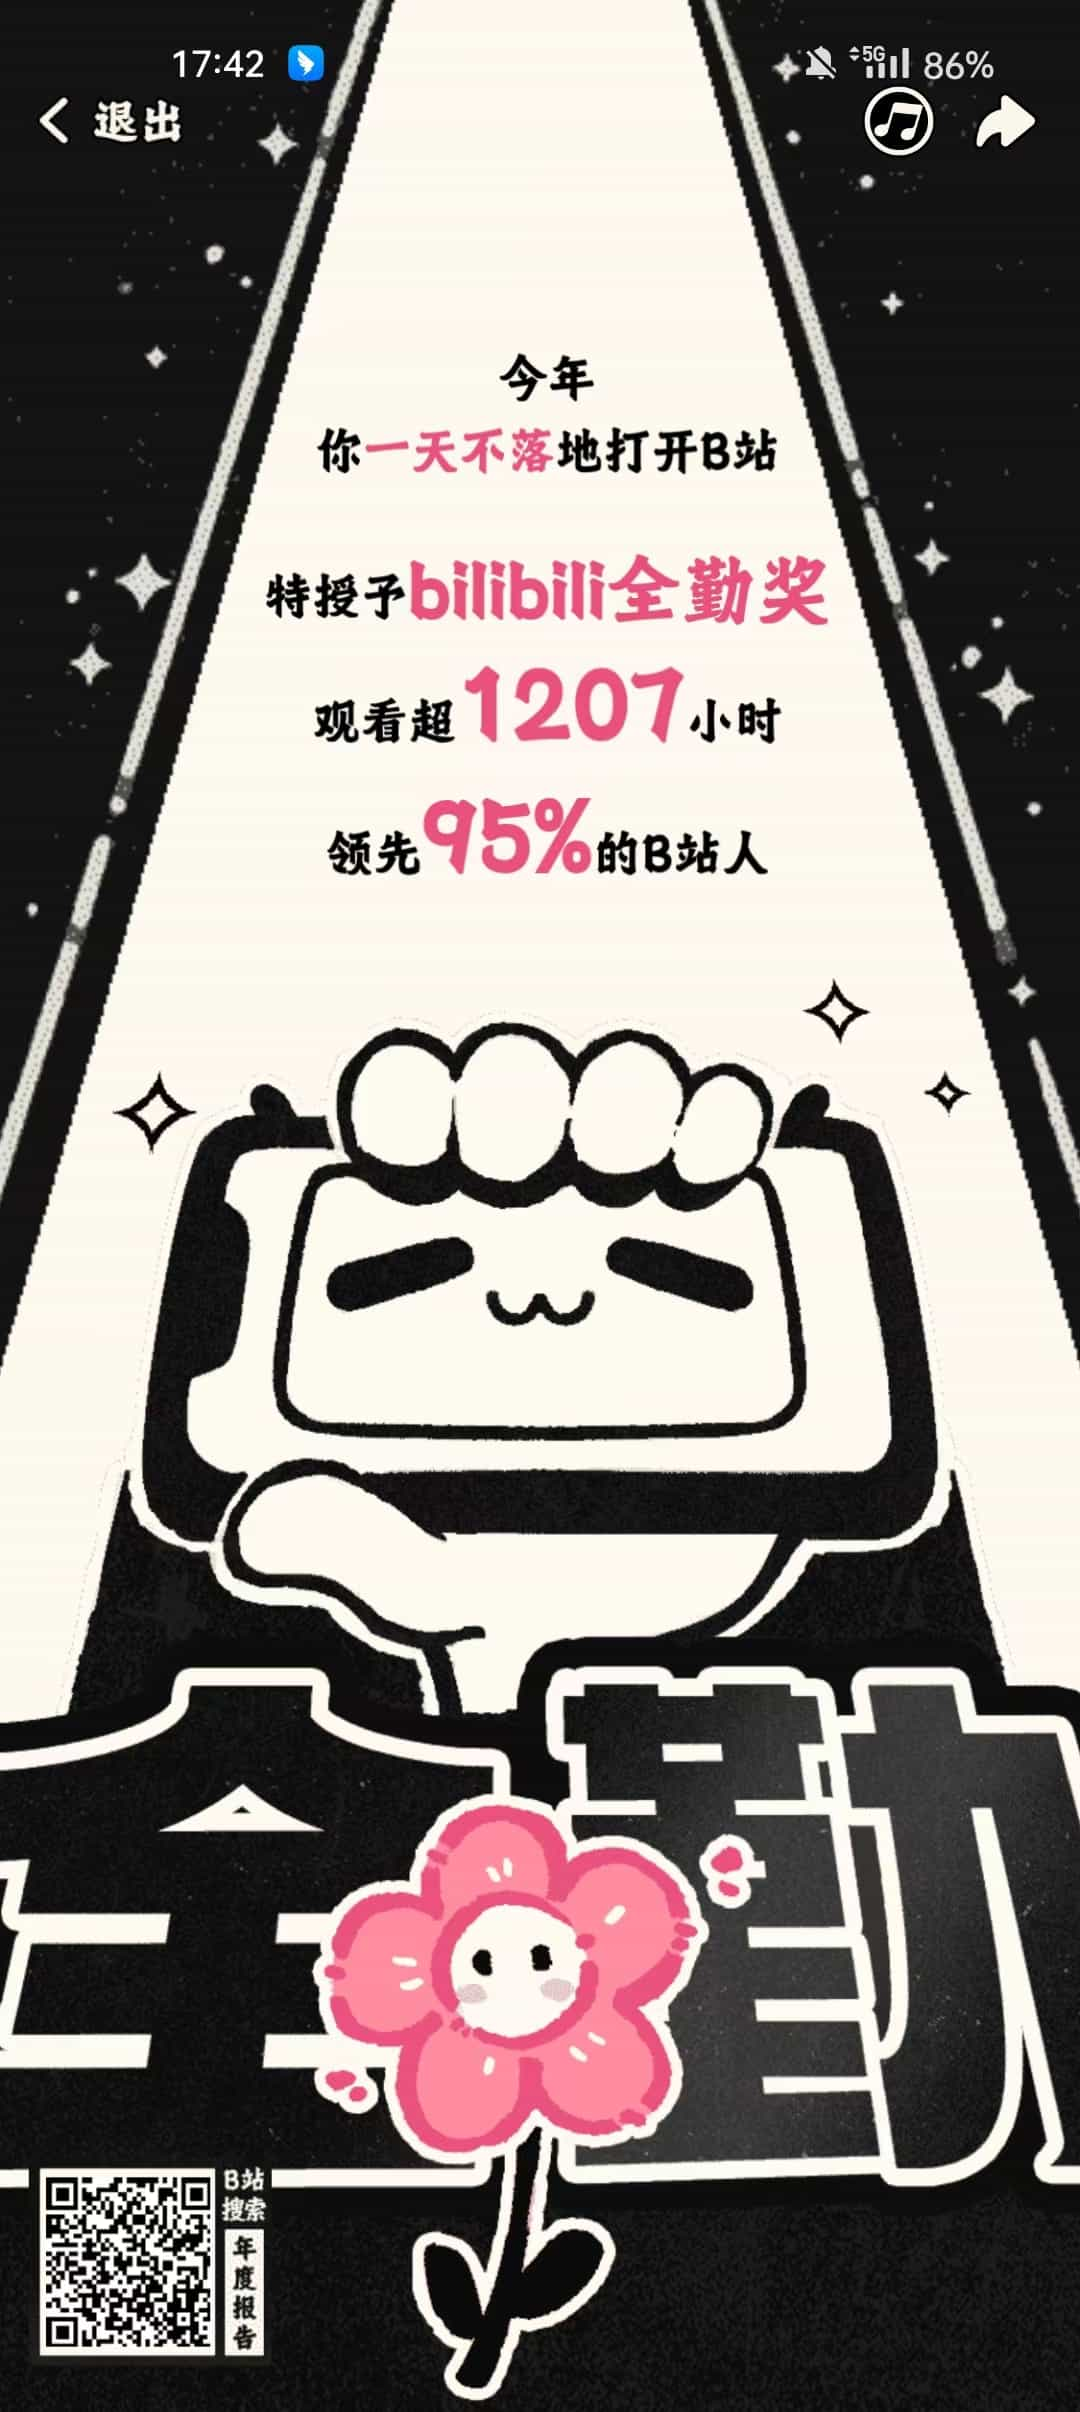 17:42
5G 86%
退出
今年
你一天不落地打开B站
特授予bilibili全勤奖
观看超1207小时
领先95%的B站人
全勤
B站
搜索
年度报告